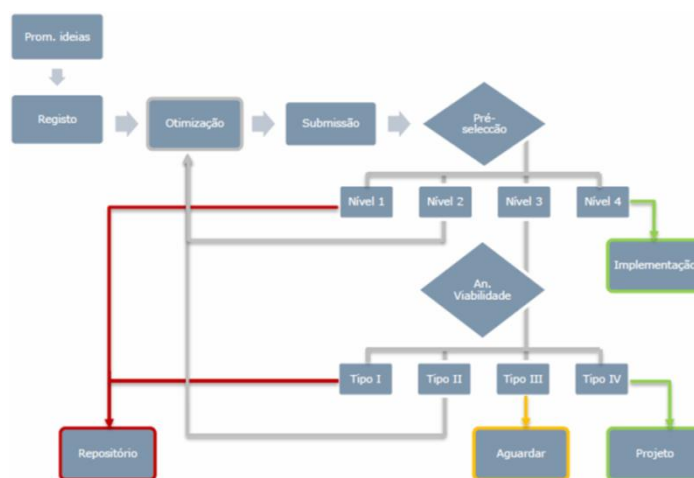 Prom. ideias
Registo
Otimização
Submissão
Pré-
selecção
Nível 1
Nível 2
Nível 3
Nível 4
Implementação
An.
Viabilidade
Tipo I
Tipo II
Tipo III
Tipo IV
Repositório
Aguardar
Projeto